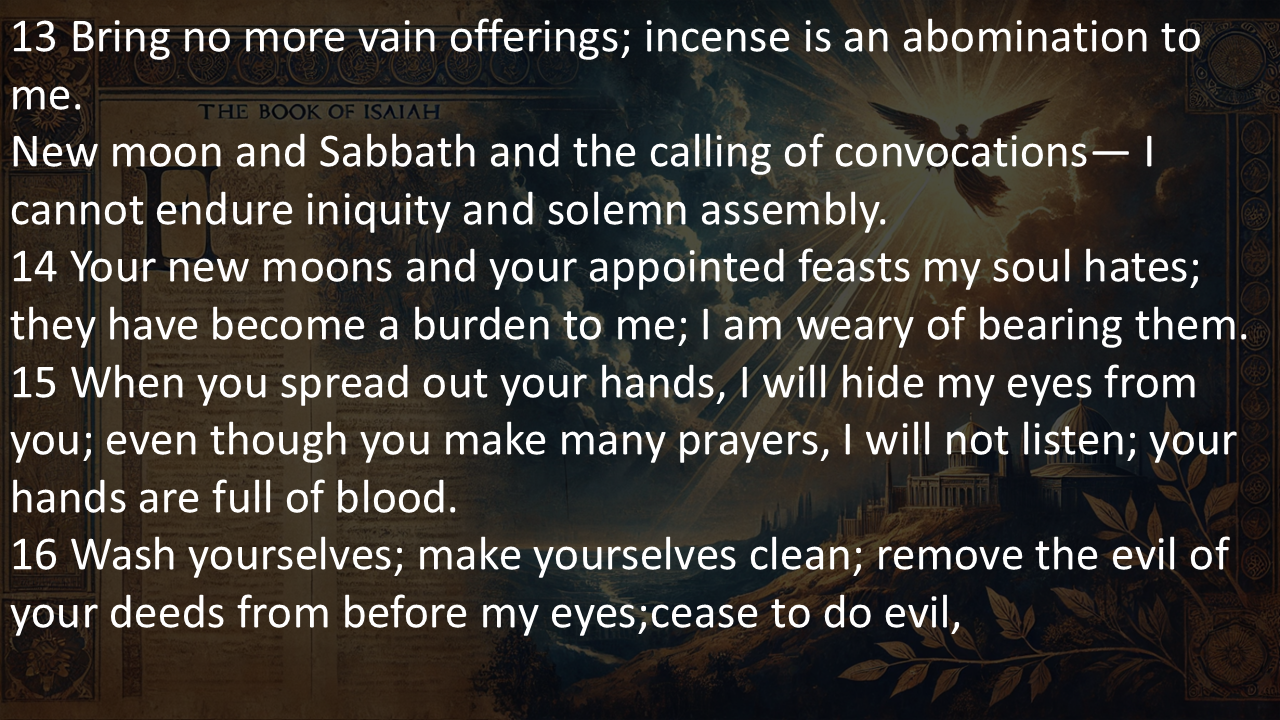 13 Bring no more vain offerings; incense is an abomination to
me.
THE BOOK OF ISAIAH
New moon and Sabbath and the calling of convocations— I
cannot endure iniquity and solemn assembly.
14 Your new moons and your appointed feasts my soul hates;
they have become a burden to me; I am weary of bearing them.
15 When you spread out your hands, I will hide my eyes from
you; even though you make many prayers, I will not listen; your
hands are full of blood.
16 Wash yourselves; make yourselves clean; remove the evil of
your deeds from before my eyes;cease to do evil,